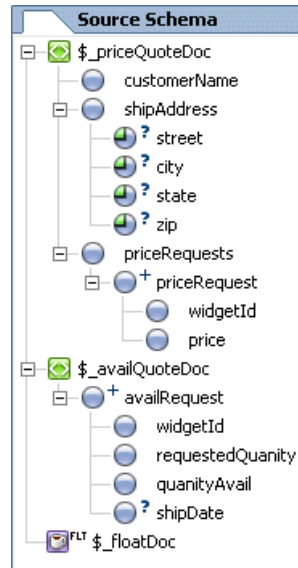 Source Schema
$_priceQuoteDoc
customerName
shipAddress
? street
? city
? state
? zip
priceRequests
+ priceRequest
widgetId
price
$_availQuoteDoc
+ availRequest
widgetId
requestedQuanity
quanityAvail
? shipDate
FLT $_floatDoc